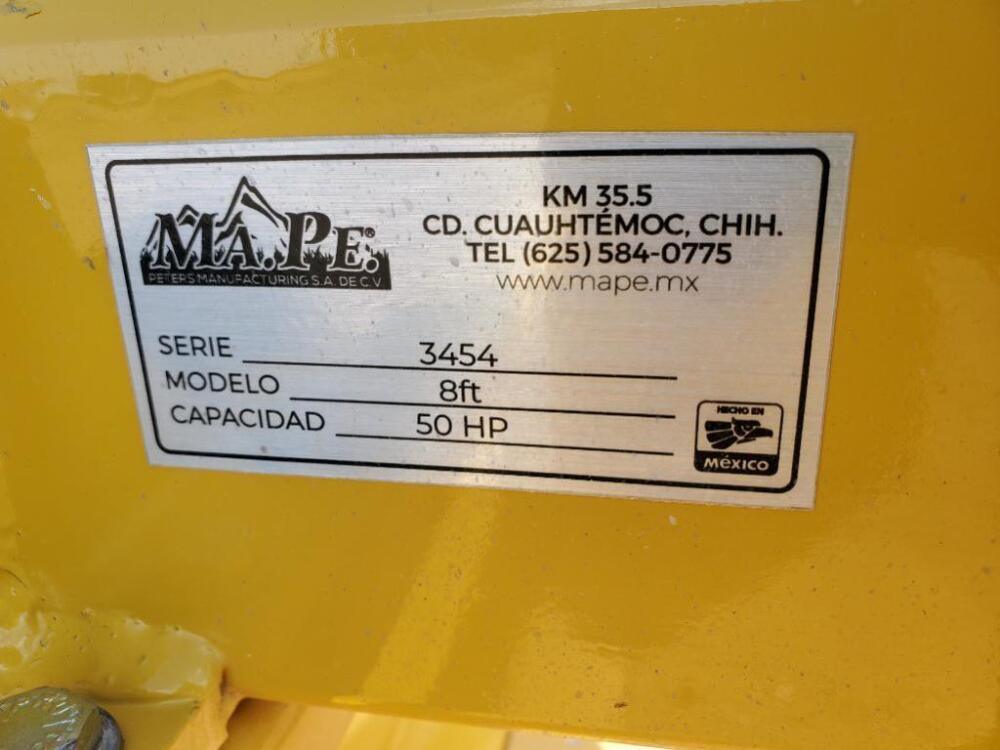 MA.PE.®
PETERS MANUFACTURING S.A. DE C.V.
KM 35.5
CD. CUAUHTÉMOC, CHIH.
TEL (625) 584-0775
www.mape.mx
SERIE 3454
MODELO 8ft
CAPACIDAD 50 HP
HECHO EN
MéXICO